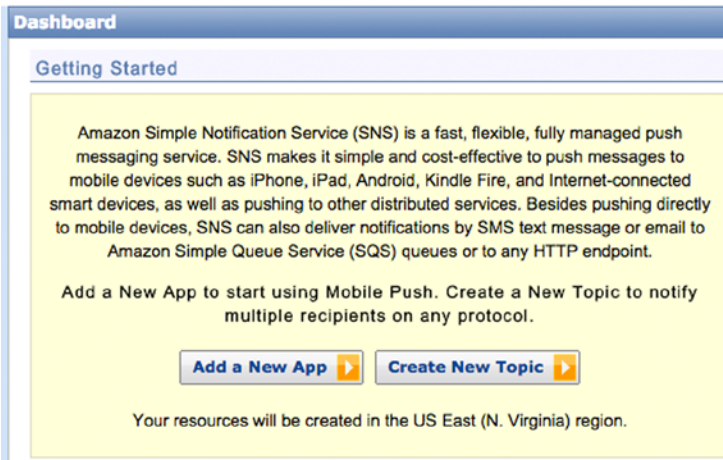 Dashboard
Getting Started
Amazon Simple Notification Service (SNS) is a fast, flexible, fully managed push
messaging service. SNS makes it simple and cost-effective to push messages to
mobile devices such as iPhone, iPad, Android, Kindle Fire, and Internet-connected
smart devices, as well as pushing to other distributed services. Besides pushing directly
to mobile devices, SNS can also deliver notifications by SMS text message or email to
Amazon Simple Queue Service (SQS) queues or to any HTTP endpoint.
Add a New App to start using Mobile Push. Create a New Topic to notify
multiple recipients on any protocol.
Add a New App Create New Topic
Your resources will be created in the US East (N. Virginia) region.